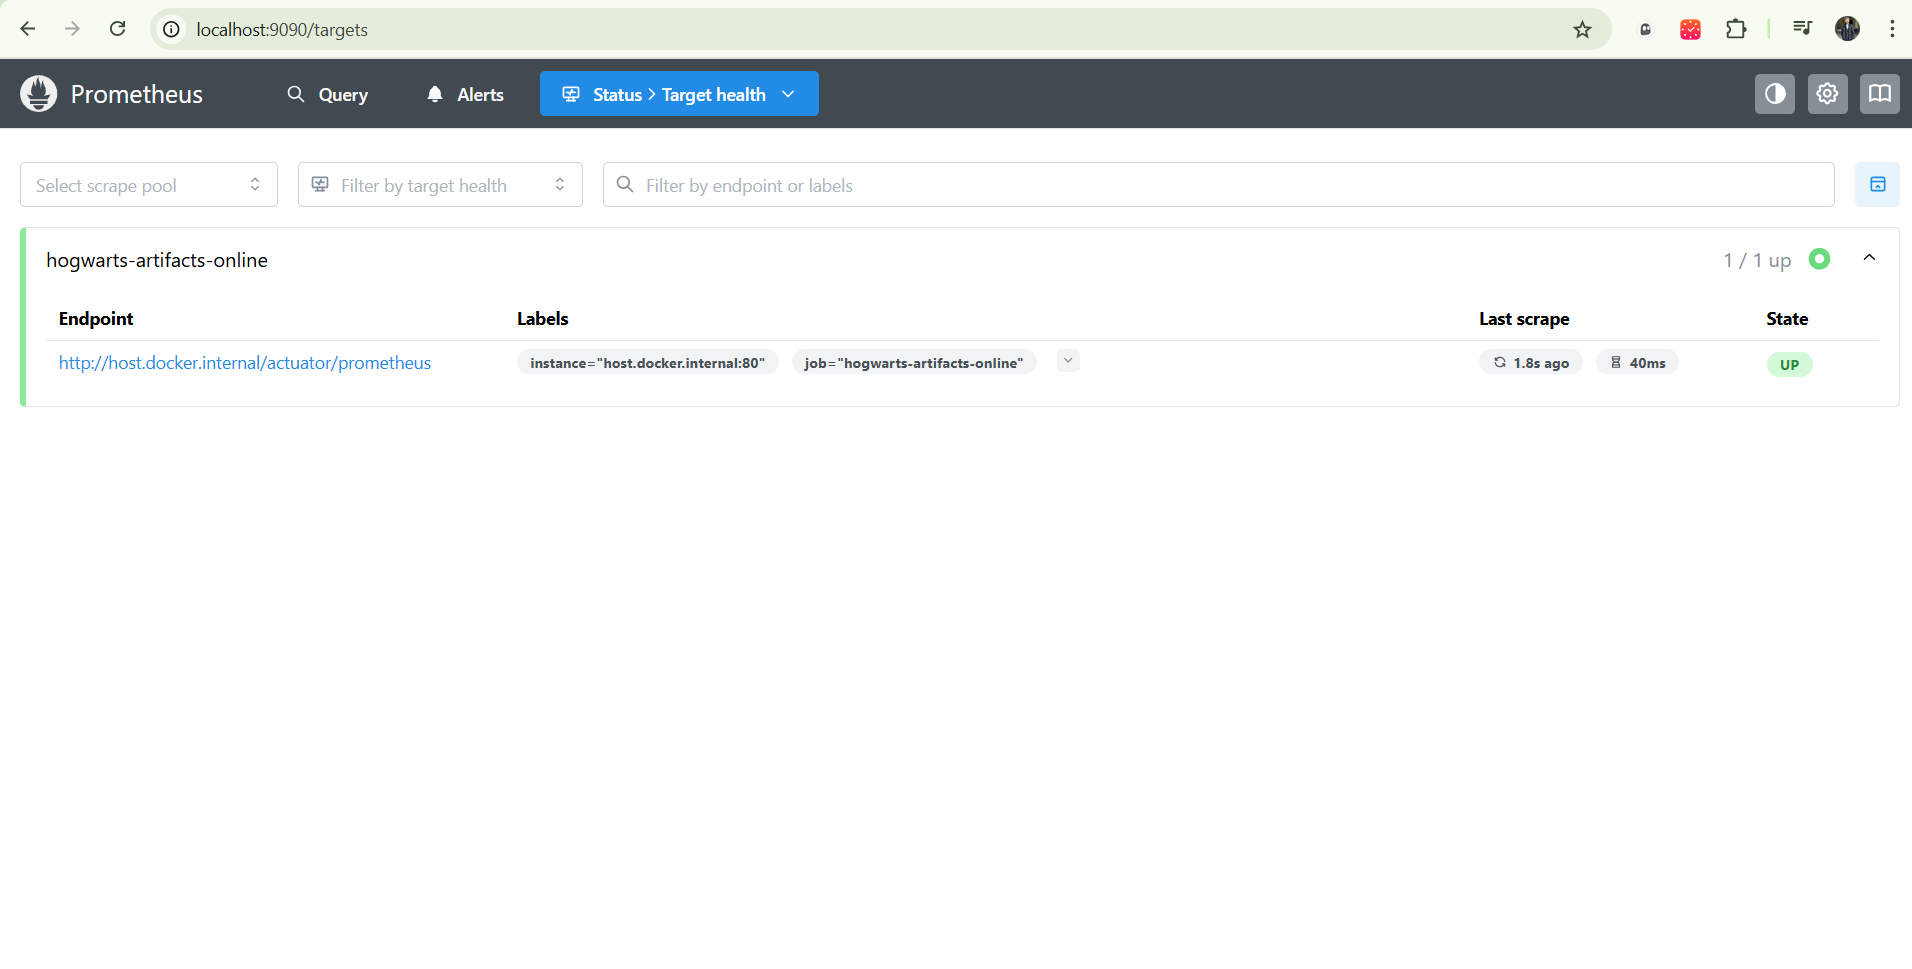 localhost:9090/targets
Prometheus Query Alerts Status > Target health
Select scrape pool Filter by target health Filter by endpoint or labels
hogwarts-artifacts-online 1 / 1 up
Endpoint Labels Last scrape State
http://host.docker.internal/actuator/prometheus instance="host.docker.internal:80" job="hogwarts-artifacts-online" 1.8s ago 40ms UP